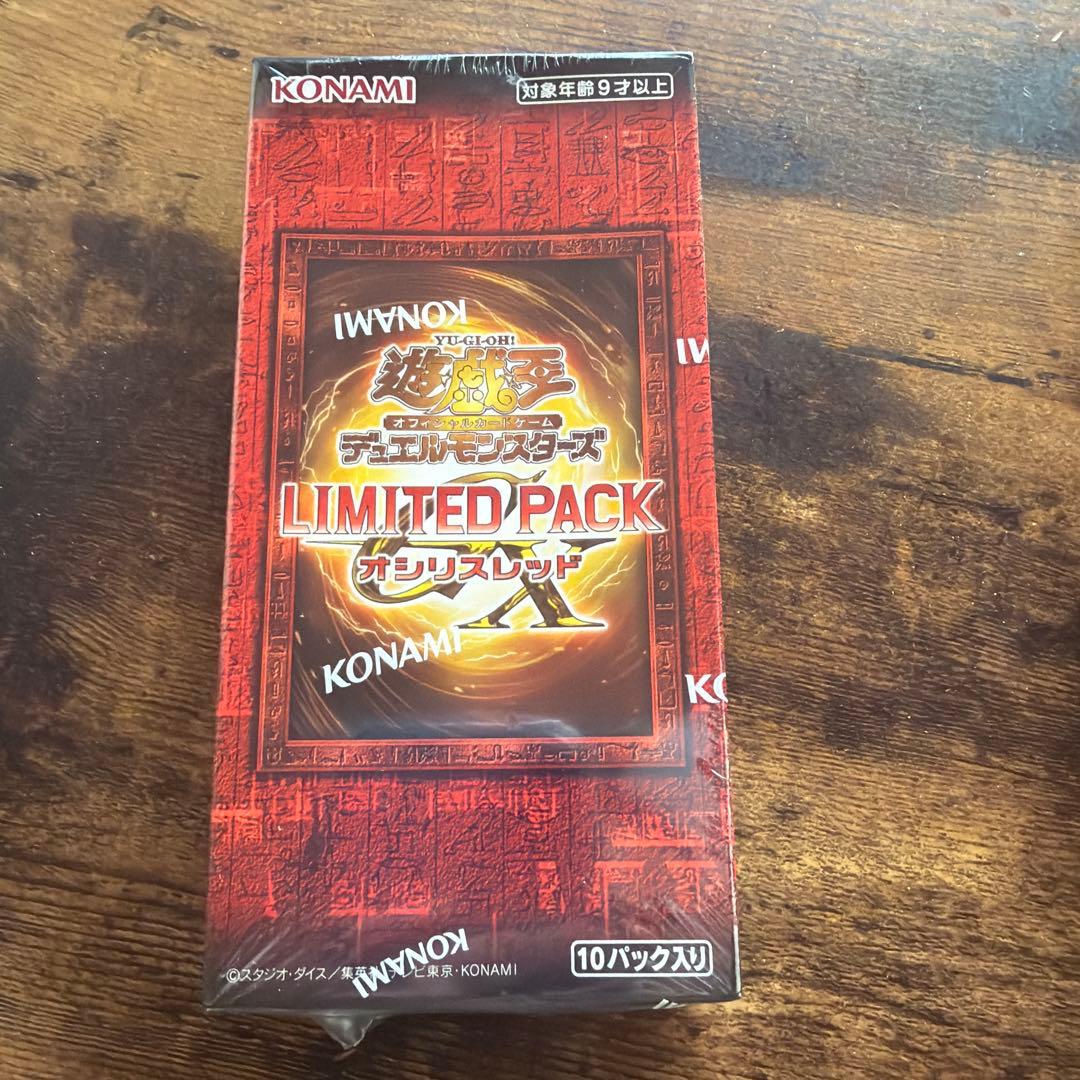 KONAMI
対象年齢9才以上
KONAMI
YU-GI-OH!
遊戯王
オフィシャルカードゲーム
デュエルモンスターズ
LIMITED PACK
GX
オシリスレッド
KONAMI
KONAMI
10パック入り
©スタジオ・ダイス/集英社・テレビ東京・KONAMI